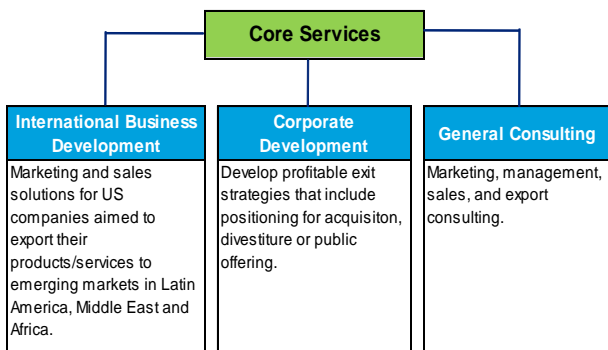 Core Services
International Business
Development
Marketing and sales
solutions for US
companies aimed to
export their
products/services to
emerging markets in Latin
America, Middle East and
Africa.
Corporate
Development
Develop profitable exit
strategies that include
positioning for acquisiton,
divestiture or public
offering.
General Consulting
Marketing, management,
sales, and export
consulting.